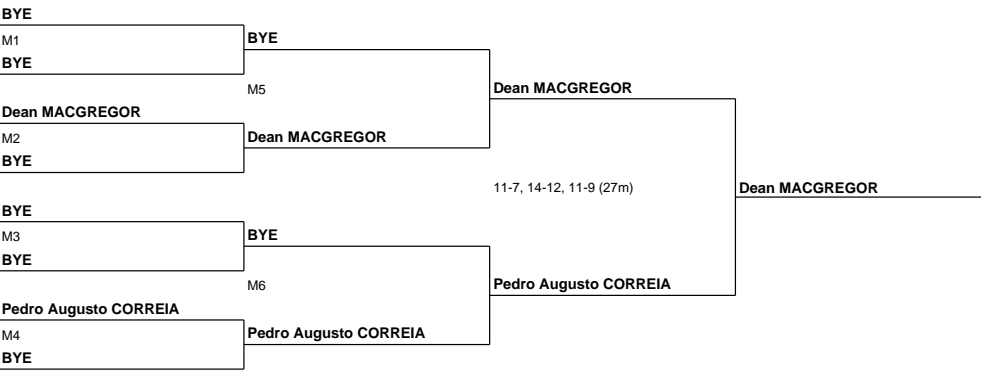 BYE
M1
BYE
BYE
M5
Dean MACGREGOR
Dean MACGREGOR
M2
Dean MACGREGOR
BYE
11-7, 14-12, 11-9 (27m)
Dean MACGREGOR
BYE
M3
BYE
BYE
M6
Pedro Augusto CORREIA
Pedro Augusto CORREIA
M4
Pedro Augusto CORREIA
BYE